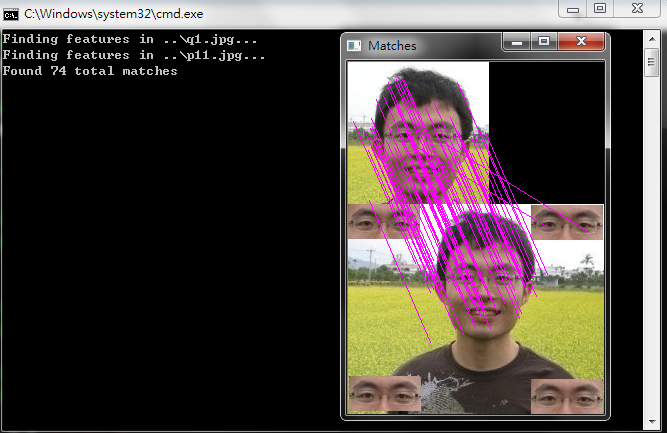 C:\Windows\system32\cmd.exe
Finding features in ..\q1.jpg...
Finding features in ..\p11.jpg...
Found 74 total matches
Matches